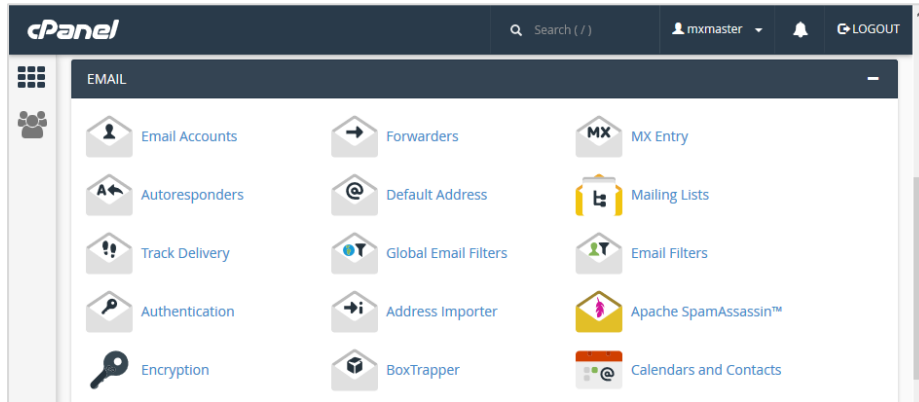 cPanel
Search ( / )
mxmaster
LOGOUT
EMAIL
Email Accounts
Forwarders
MX
MX Entry
A
Autoresponders
@
Default Address
Mailing Lists
Track Delivery
Global Email Filters
Email Filters
Authentication
i
Address Importer
Apache SpamAssassin™
Encryption
BoxTrapper
@
Calendars and Contacts